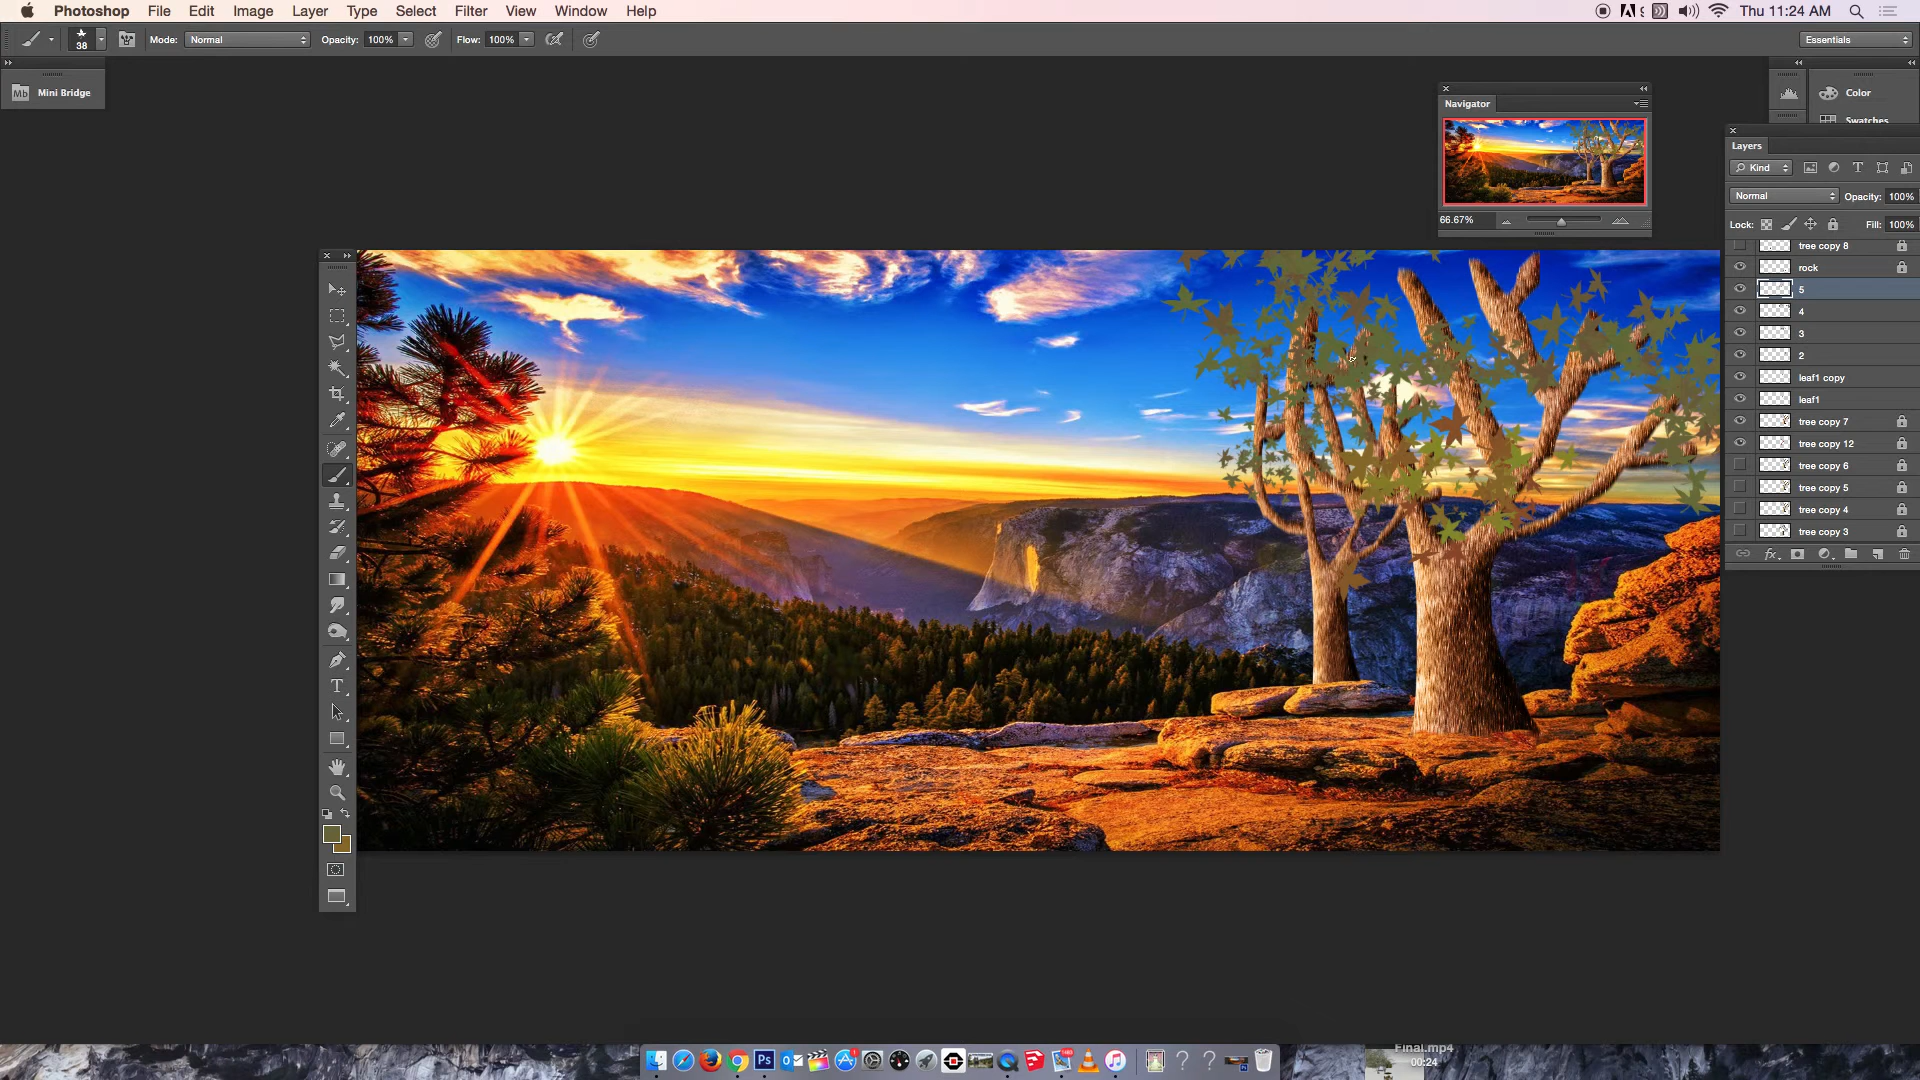 Photoshop File Edit Image Layer Type Select Filter View Window Help Thu 11:24 AM
38 Mode: Normal Opacity: 100% Flow: 100% Essentials
Mb Mini Bridge
Navigator
66.67%
Color
Swatches
Layers
Kind
Normal Opacity: 100%
Lock: Fill: 100%
tree copy 8
rock
5
4
3
2
leaf1 copy
leaf1
tree copy 7
tree copy 12
tree copy 6
tree copy 5
tree copy 4
tree copy 3
Ps
Final.mp4
00:24